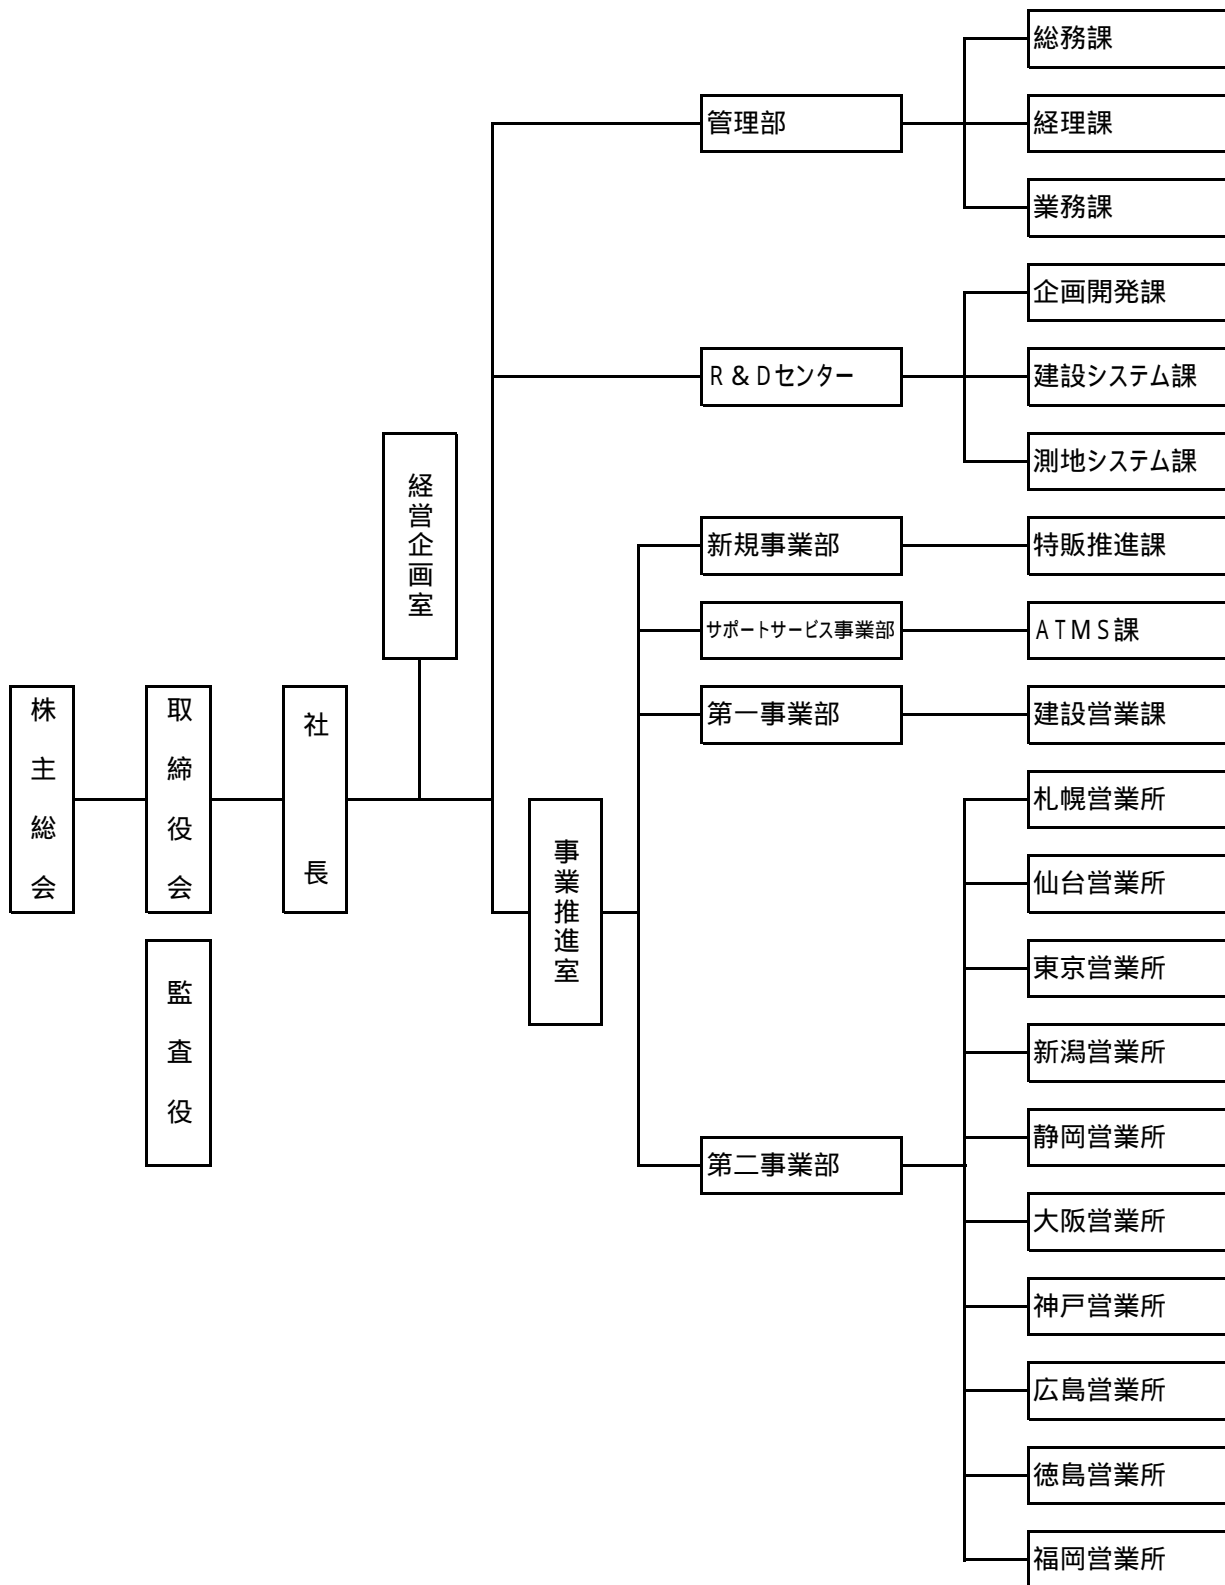 総務課
管理部
経理課
業務課
企画開発課
R&Dセンター
建設システム課
測地システム課
経営企画室
新規事業部
特販推進課
サポートサービス事業部
ATMS課
第一事業部
建設営業課
株主総会
取締役会
社長
監査役
事業推進室
札幌営業所
仙台営業所
東京営業所
新潟営業所
静岡営業所
第二事業部
大阪営業所
神戸営業所
広島営業所
徳島営業所
福岡営業所